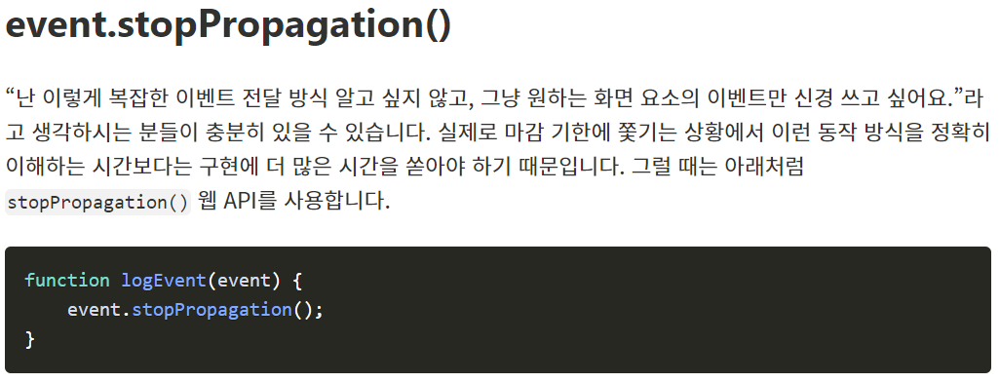 event.stopPropagation()
“난 이렇게 복잡한 이벤트 전달 방식 알고 싶지 않고, 그냥 원하는 화면 요소의 이벤트만 신경 쓰고 싶어요.”라
고 생각하시는 분들이 충분히 있을 수 있습니다. 실제로 마감 기한에 쫓기는 상황에서 이런 동작 방식을 정확히
이해하는 시간보다는 구현에 더 많은 시간을 쏟아야 하기 때문입니다. 그럴 때는 아래처럼
stopPropagation() 웹 API를 사용합니다.
function logEvent(event) {
    event.stopPropagation();
}